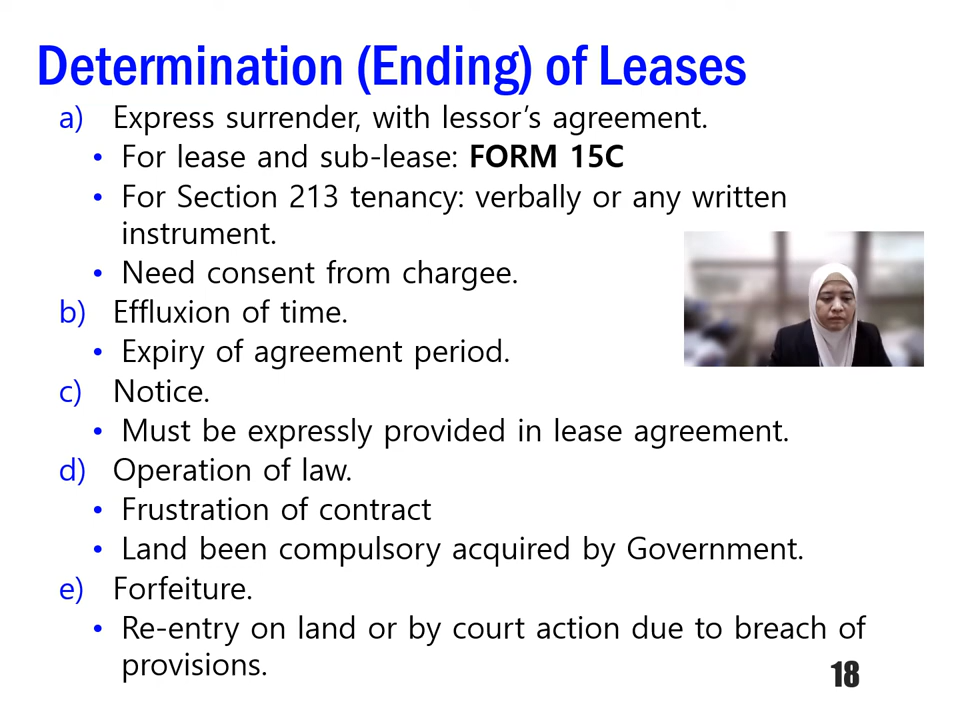 Determination (Ending) of Leases
a) Express surrender, with lessor's agreement.
• For lease and sub-lease: FORM 15C
• For Section 213 tenancy: verbally or any written
instrument.
• Need consent from chargee.
b) Effluxion of time.
• Expiry of agreement period.
c) Notice.
• Must be expressly provided in lease agreement.
d) Operation of law.
• Frustration of contract
• Land been compulsory acquired by Government.
e) Forfeiture.
• Re-entry on land or by court action due to breach of
provisions.
18